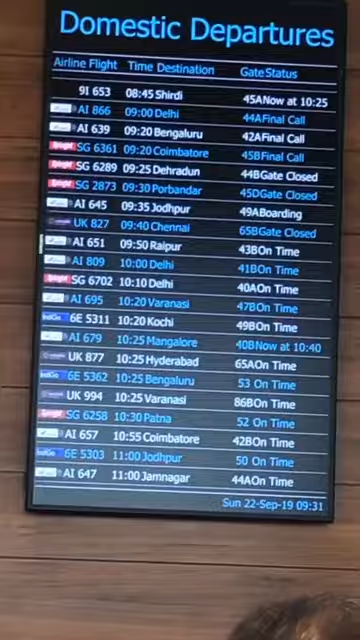 Domestic Departures
Airline Flight Time Destination Gate Status
9I 653 08:45 Shirdi 45A Now at 10:25
AI 866 09:00 Delhi 44A Final Call
AI 639 09:20 Bengaluru 42A Final Call
SG 6361 09:20 Coimbatore 45B Final Call
SG 6289 09:25 Dehradun 44B Gate Closed
SG 2873 09:30 Porbandar 45D Gate Closed
AI 645 09:35 Jodhpur 49A Boarding
UK 827 09:40 Chennai 65B Gate Closed
AI 651 09:50 Raipur 43B On Time
AI 809 10:00 Delhi 41B On Time
SG 6702 10:10 Delhi 40A On Time
AI 695 10:20 Varanasi 47B On Time
IndiGo 6E 5311 10:20 Kochi 49B On Time
AI 679 10:25 Mangalore 40B Now at 10:40
UK 877 10:25 Hyderabad 65A On Time
IndiGo 6E 5362 10:25 Bengaluru 53 On Time
UK 994 10:25 Varanasi 86B On Time
SG 6258 10:30 Patna 52 On Time
AI 657 10:55 Coimbatore 42B On Time
IndiGo 6E 5303 11:00 Jodhpur 50 On Time
AI 647 11:00 Jamnagar 44A On Time
Sun 22-Sep-19 09:31